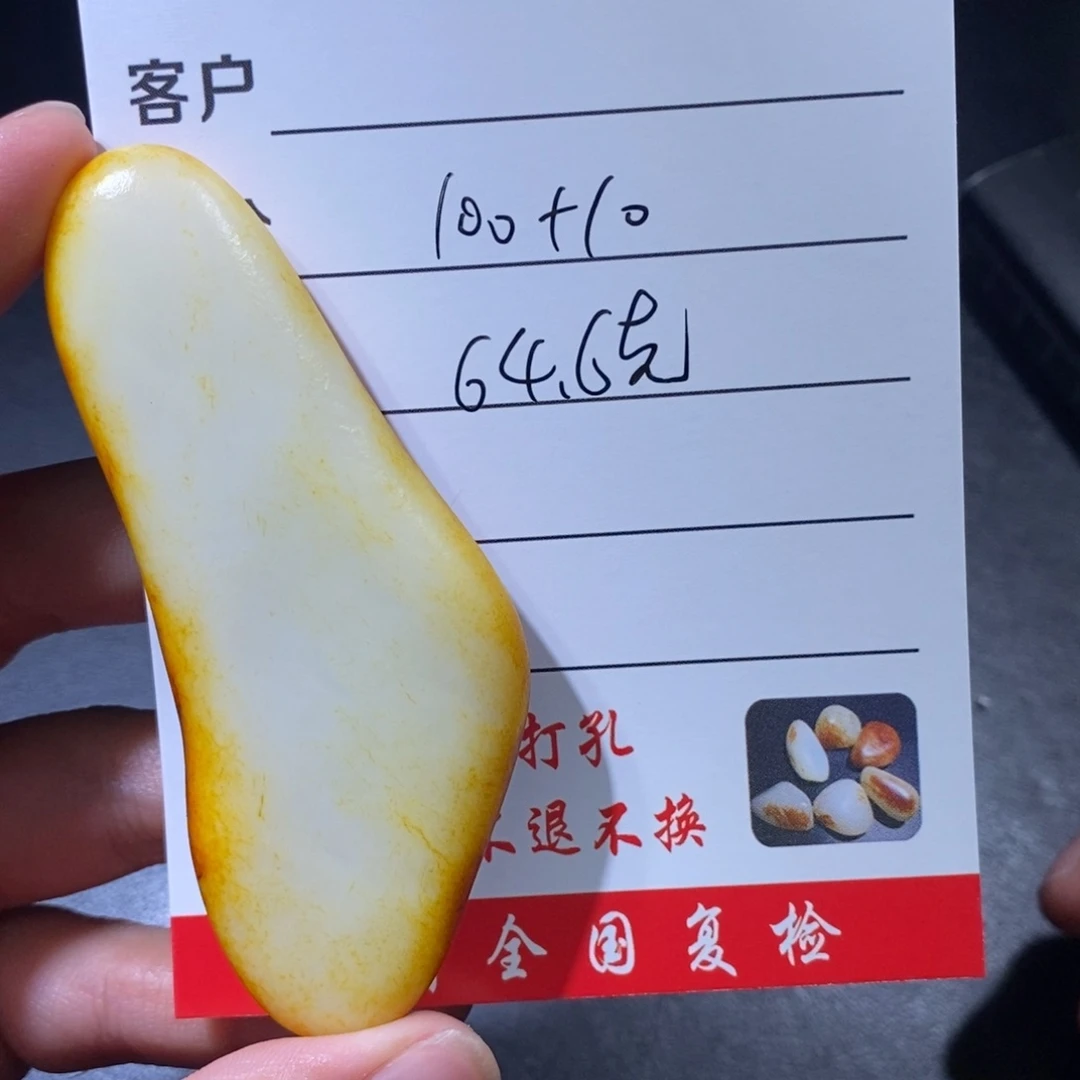 客户
100+10
64.6克
打孔
不退不换
全国复检